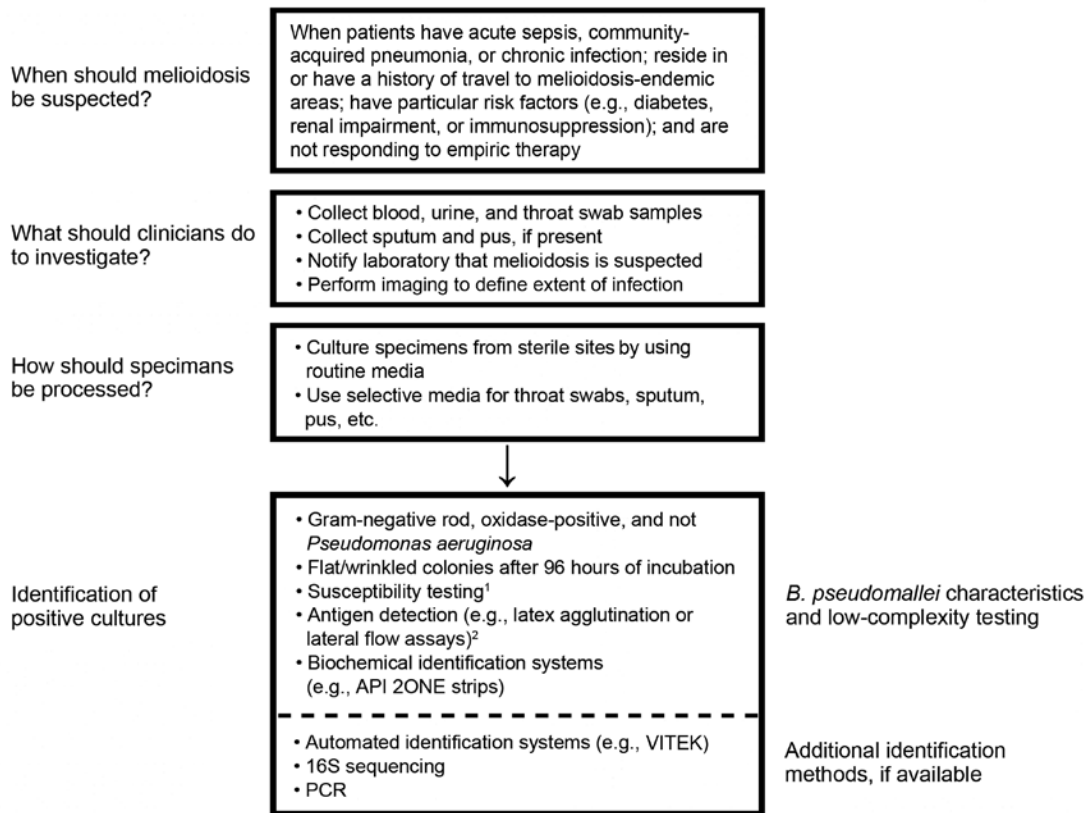 When should melioidosis
be suspected?
When patients have acute sepsis, community-
acquired pneumonia, or chronic infection; reside in
or have a history of travel to melioidosis-endemic
areas; have particular risk factors (e.g., diabetes,
renal impairment, or immunosuppression); and are
not responding to empiric therapy
What should clinicians do
to investigate?
• Collect blood, urine, and throat swab samples
• Collect sputum and pus, if present
• Notify laboratory that melioidosis is suspected
• Perform imaging to define extent of infection
How should specimans
be processed?
• Culture specimens from sterile sites by using
routine media
• Use selective media for throat swabs, sputum,
pus, etc.
Identification of
positive cultures
• Gram-negative rod, oxidase-positive, and not
Pseudomonas aeruginosa
• Flat/wrinkled colonies after 96 hours of incubation
• Susceptibility testing¹
• Antigen detection (e.g., latex agglutination or
lateral flow assays)²
• Biochemical identification systems
(e.g., API 2ONE strips)
B. pseudomallei characteristics
and low-complexity testing
• Automated identification systems (e.g., VITEK)
• 16S sequencing
• PCR
Additional identification
methods, if available